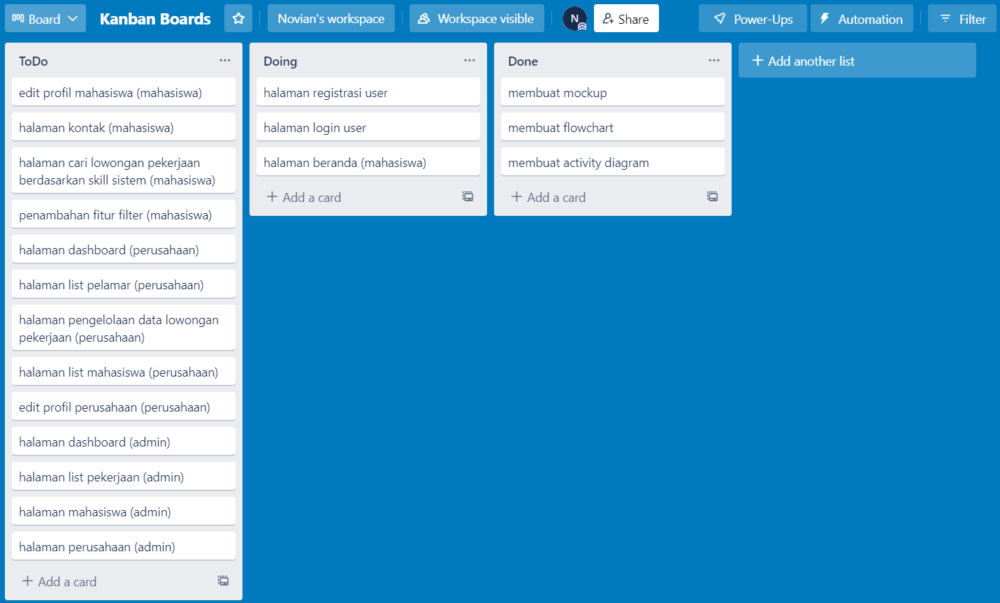 Board
Kanban Boards
Novian's workspace
Workspace visible
N
Share
Power-Ups
Automation
Filter
ToDo
edit profil mahasiswa (mahasiswa)
halaman kontak (mahasiswa)
halaman cari lowongan pekerjaan
berdasarkan skill sistem (mahasiswa)
penambahan fitur filter (mahasiswa)
halaman dashboard (perusahaan)
halaman list pelamar (perusahaan)
halaman pengelolaan data lowongan
pekerjaan (perusahaan)
halaman list mahasiswa (perusahaan)
edit profil perusahaan (perusahaan)
halaman dashboard (admin)
halaman list pekerjaan (admin)
halaman mahasiswa (admin)
halaman perusahaan (admin)
+ Add a card
Doing
halaman registrasi user
halaman login user
halaman beranda (mahasiswa)
+ Add a card
Done
membuat mockup
membuat flowchart
membuat activity diagram
+ Add a card
+ Add another list